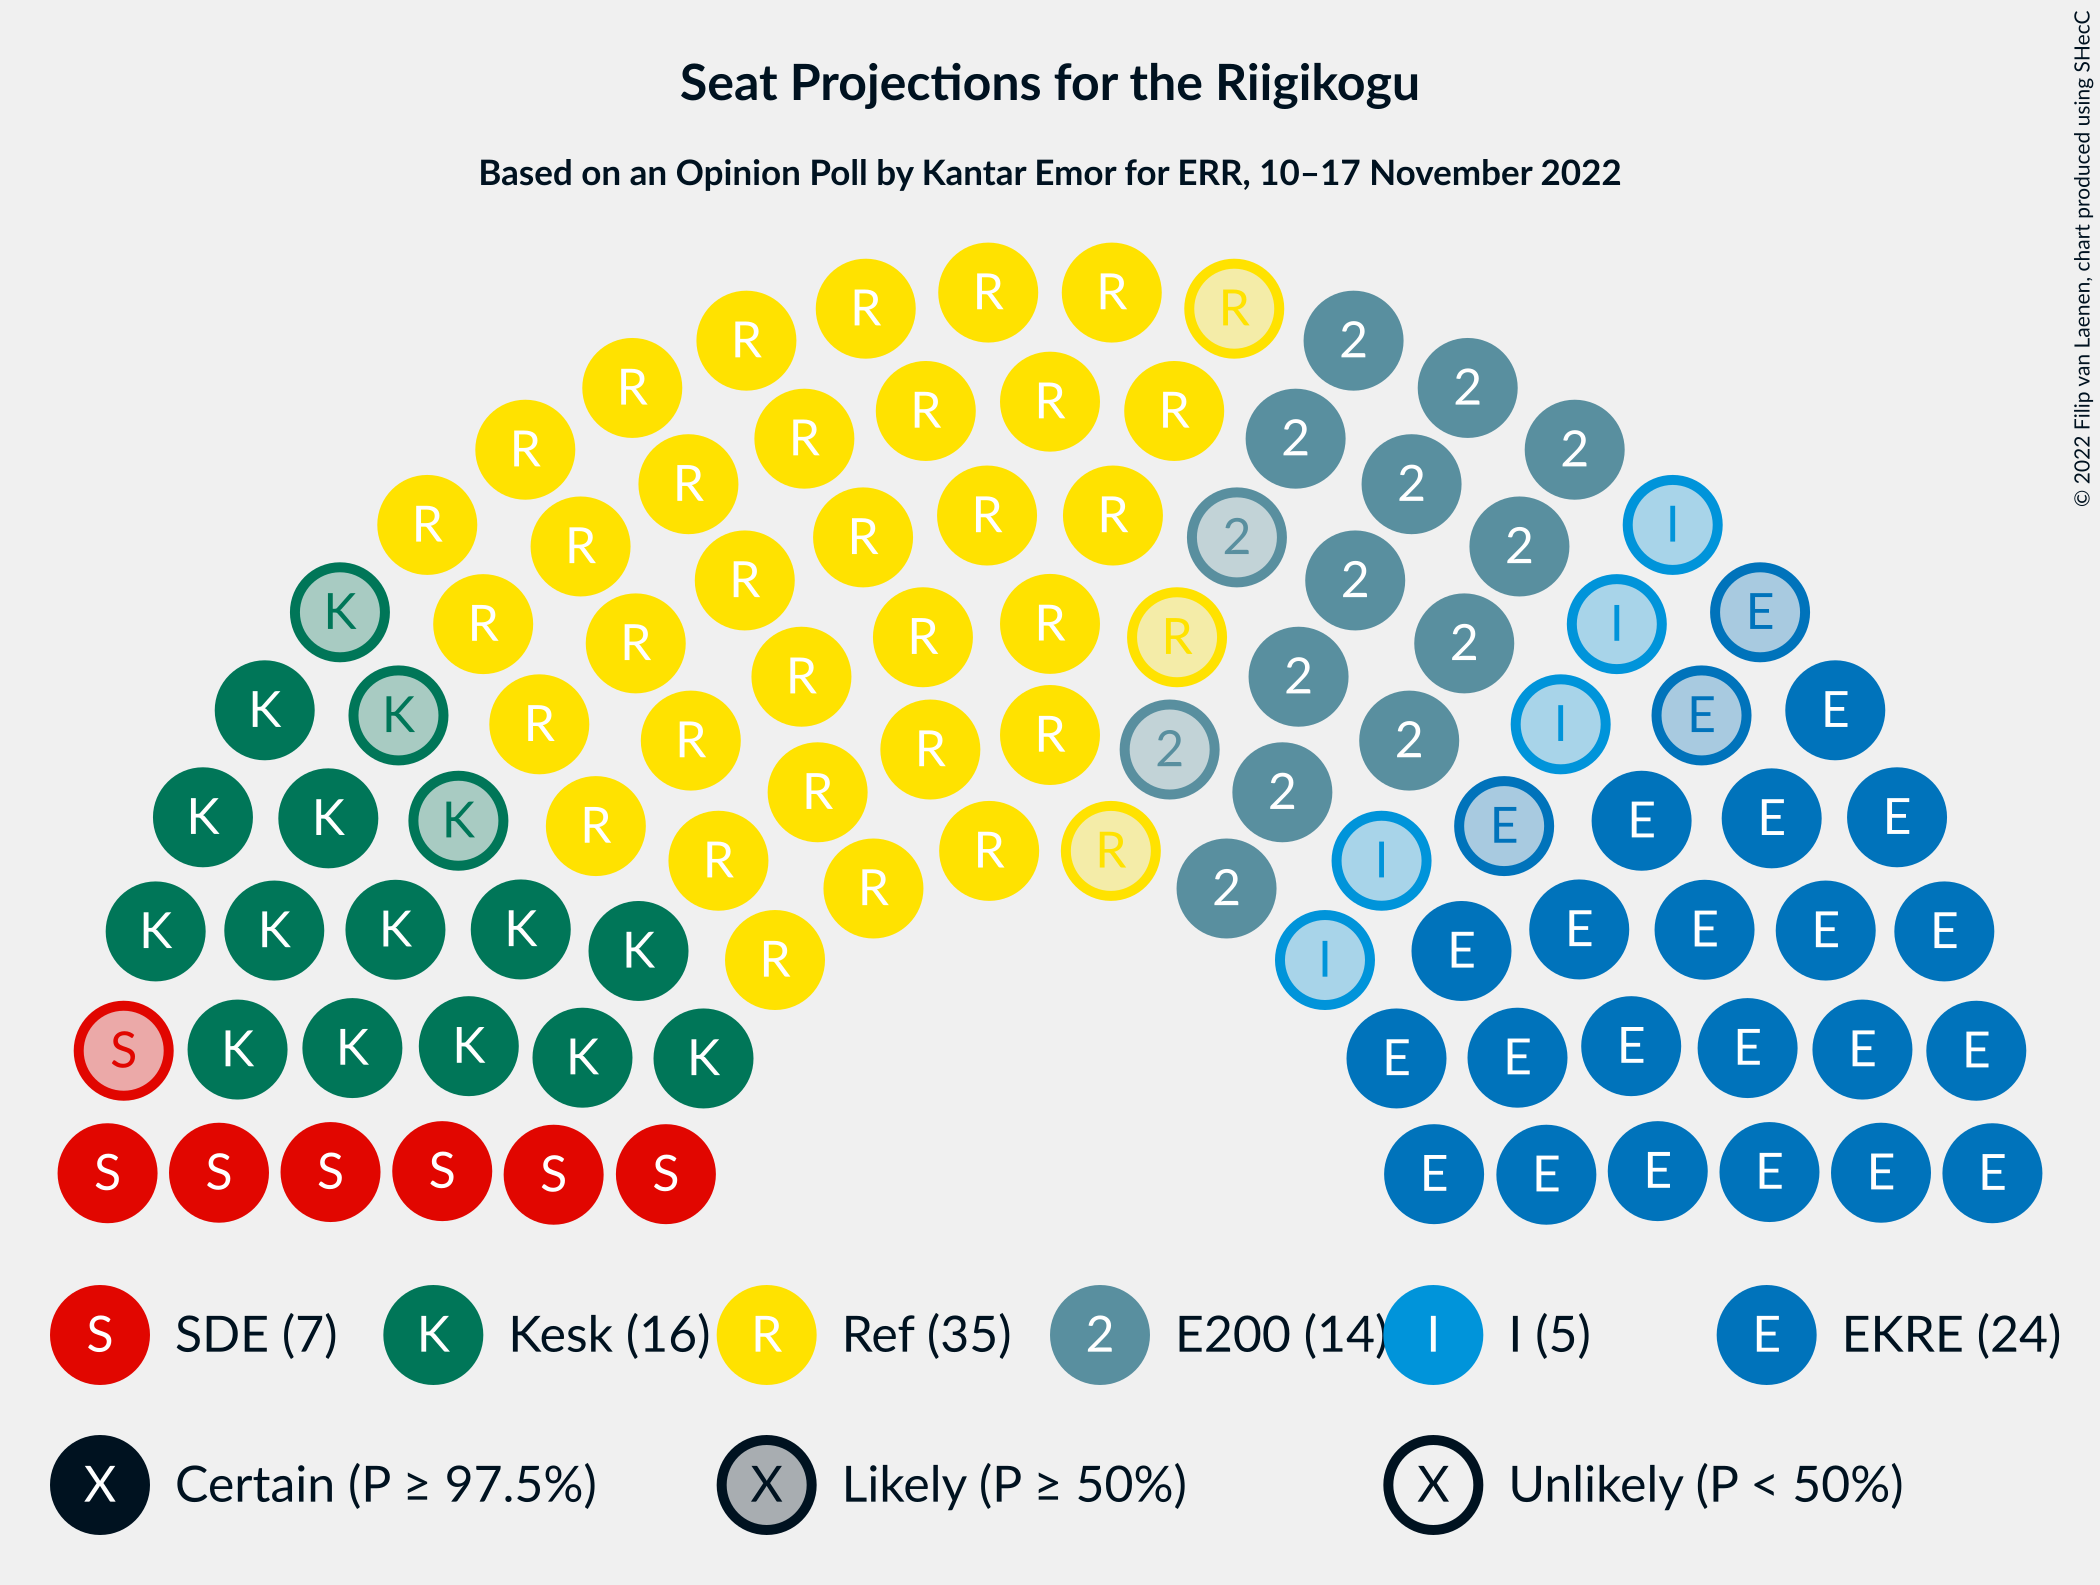 Seat Projections for the Riigikogu
Based on an Opinion Poll by Kantar Emor for ERR, 10–17 November 2022
© 2022 Filip van Laenen, chart produced using SHecC
R R R R R 2
R R 2
R R R R 2
R R 2 2
R R R R 2 I
R R 2 2
K R R R R R 2 2 I E
R R 2 2
K K R R R R R 2 2 I E E
K K K R R R 2 E E E E
R R R R I
R R 2
K K K K K R I E E E E E
S K K K K K E E E E E E
S S S S S S E E E E E E
S SDE (7) K Kesk (16) R Ref (35) 2 E200 (14) I I (5) E EKRE (24)
X Certain (P ≥ 97.5%) X Likely (P ≥ 50%) X Unlikely (P < 50%)